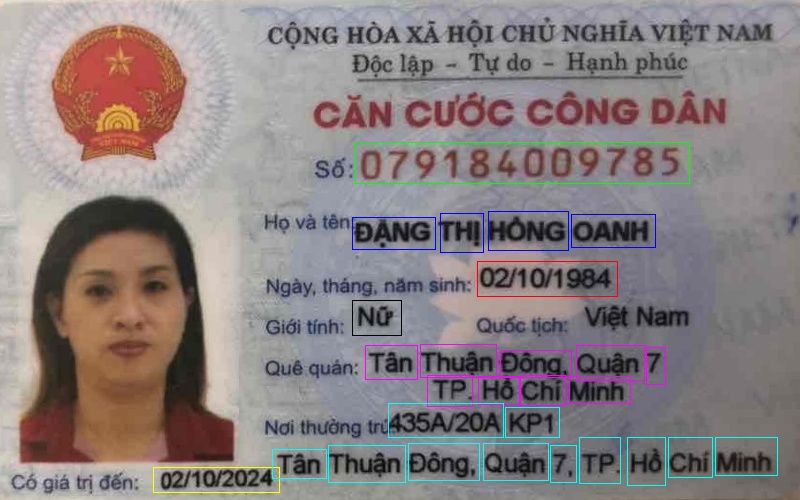 CỘNG HÒA XÃ HỘI CHỦ NGHĨA VIỆT NAM
Độc lập - Tự do - Hạnh phúc
CĂN CƯỚC CÔNG DÂN
Số: 079184009785
Họ và tên: ĐẶNG THỊ HỒNG OANH
Ngày, tháng, năm sinh: 02/10/1984
Giới tính: Nữ Quốc tịch: Việt Nam
Quê quán: Tân Thuận Đông, Quận 7
TP. Hồ Chí Minh
Nơi thường trú: 435A/20A KP1
Tân Thuận Đông, Quận 7, TP. Hồ Chí Minh
Có giá trị đến: 02/10/2024